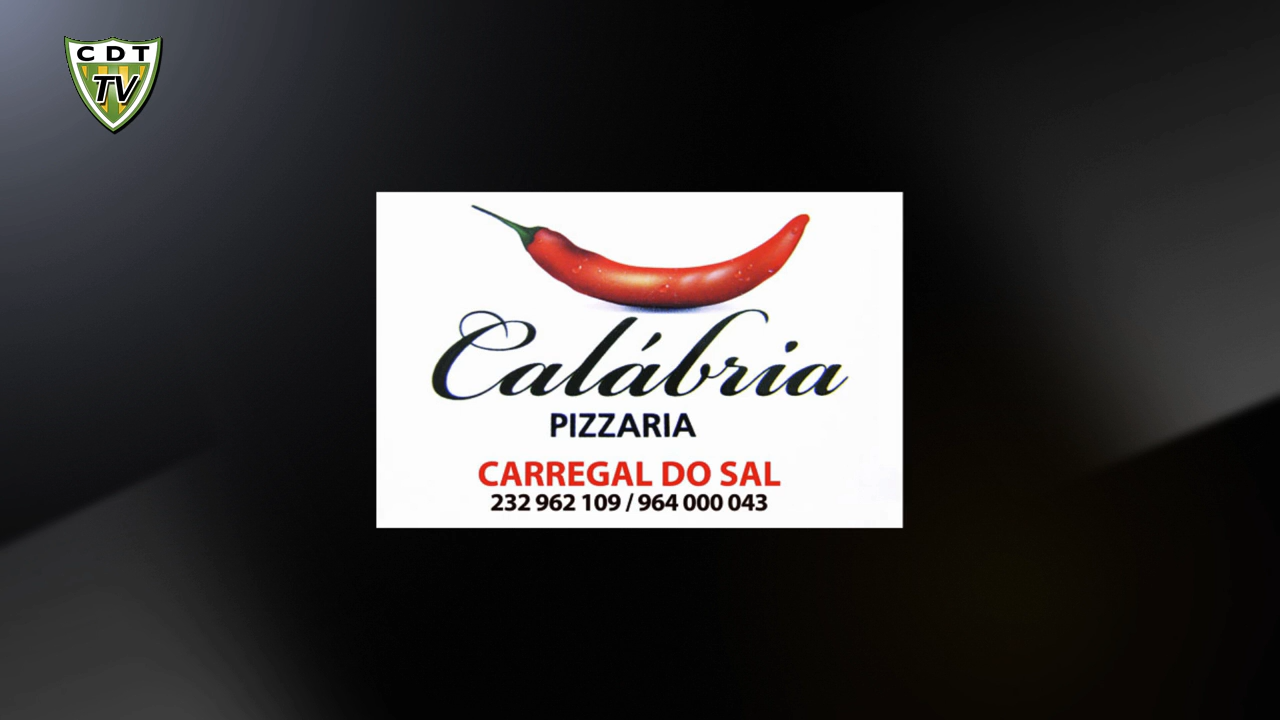 CDT
TV
Calábria
PIZZARIA
CARREGAL DO SAL
232 962 109 / 964 000 043